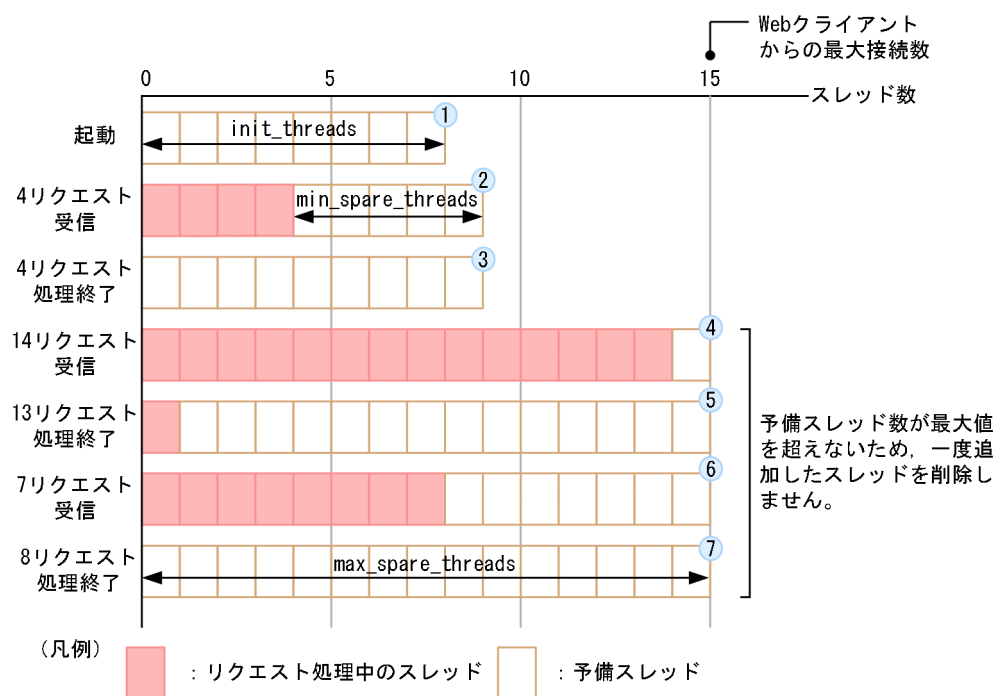 Webクライアント
からの最大接続数
0
5
10
15
スレッド数
起動
init_threads
①
4リクエスト
受信
min_spare_threads
②
4リクエスト
処理終了
③
14リクエスト
受信
④
13リクエスト
処理終了
⑤
7リクエスト
受信
⑥
8リクエスト
処理終了
max_spare_threads
⑦
予備スレッド数が最大値
を超えないため，一度追
加したスレッドを削除し
ません。
(凡例)
：リクエスト処理中のスレッド
：予備スレッド